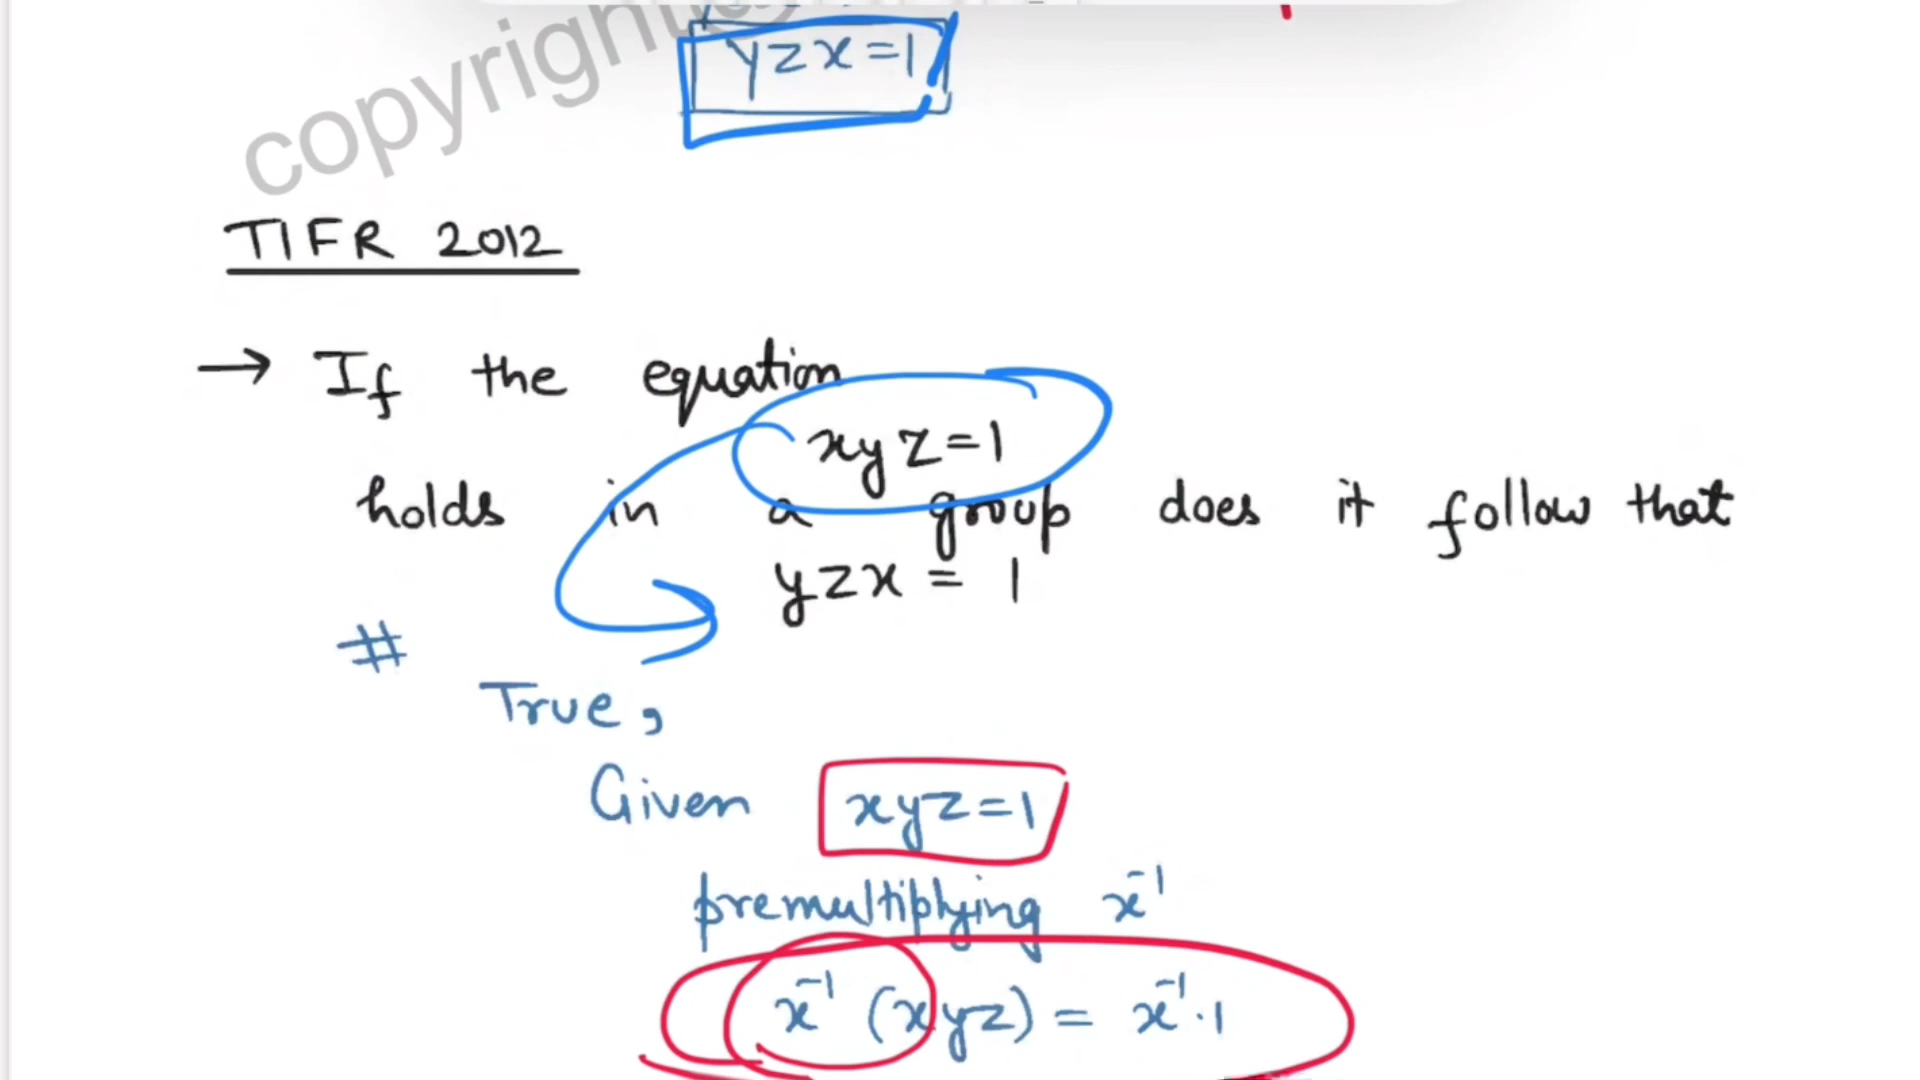 copyright
yzx=1
TIFR 2012
→ If the equation
xyz=1
holds in a group does it follow that
yzx = 1
#
True,
Given xyz=1
premultiplying x⁻¹
x⁻¹ (xyz) = x⁻¹·1